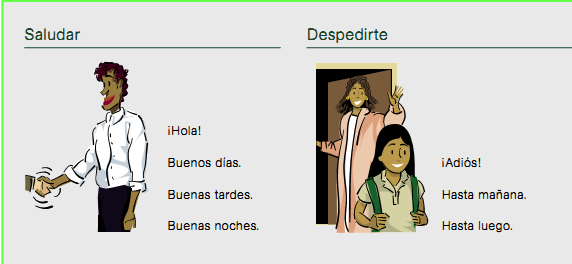 Saludar
¡Hola!
Buenos días.
Buenas tardes.
Buenas noches.
Despedirte
¡Adiós!
Hasta mañana.
Hasta luego.